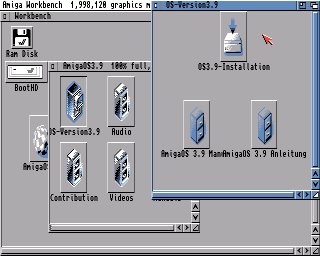 Amiga Workbench 1,998,120 graphics m
OS-Version3.9
Workbench
Ram Disk
AmigaOS3.9 100% full,
BootHD
OS3.9-Installation
OS-Version3.9 Audio
AmigaOS 3.9 AmigaOS 3.9 Anleitung
Contribution Videos